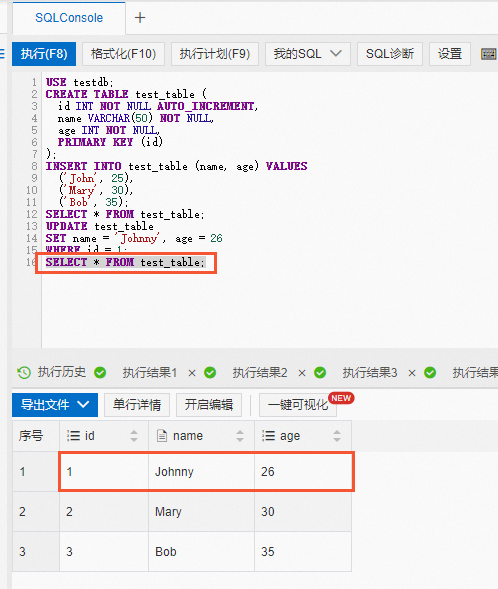 SQLConsole +
执行(F8) 格式化(F10) 执行计划(F9) 我的SQL SQL诊断 设置
1 USE testdb;
2 CREATE TABLE test_table (
3 id INT NOT NULL AUTO_INCREMENT,
4 name VARCHAR(50) NOT NULL,
5 age INT NOT NULL,
6 PRIMARY KEY (id)
7 );
8 INSERT INTO test_table (name, age) VALUES
9 ('John', 25),
10 ('Mary', 30),
11 ('Bob', 35);
12 SELECT * FROM test_table;
13 UPDATE test_table
14 SET name = 'Johnny', age = 26
15 WHERE id = 1;
16 SELECT * FROM test_table;
执行历史 执行结果1 × 执行结果2 × 执行结果3 × 执行结果
导出文件 单行详情 开启编辑 一键可视化 NEW
序号 id name age
1 1 Johnny 26
2 2 Mary 30
3 3 Bob 35